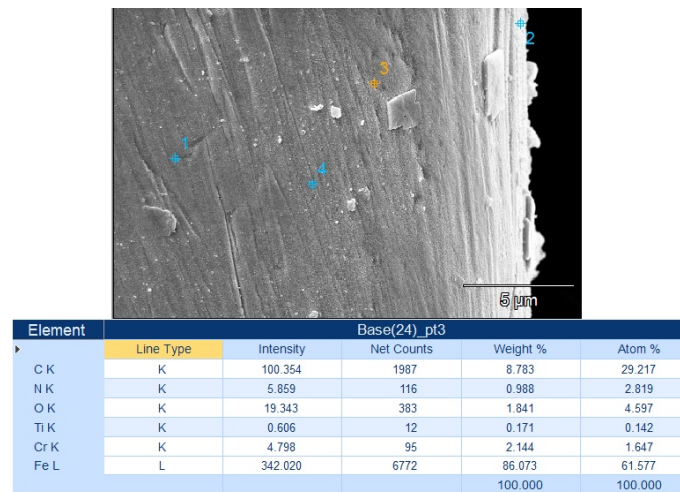 2
3
1
4
5 µm
Element Base(24)_pt3
Line Type Intensity Net Counts Weight % Atom %
C K K 100.354 1987 8.783 29.217
N K K 5.859 116 0.988 2.819
O K K 19.343 383 1.841 4.597
Ti K K 0.606 12 0.171 0.142
Cr K K 4.798 95 2.144 1.647
Fe L L 342.020 6772 86.073 61.577
100.000 100.000